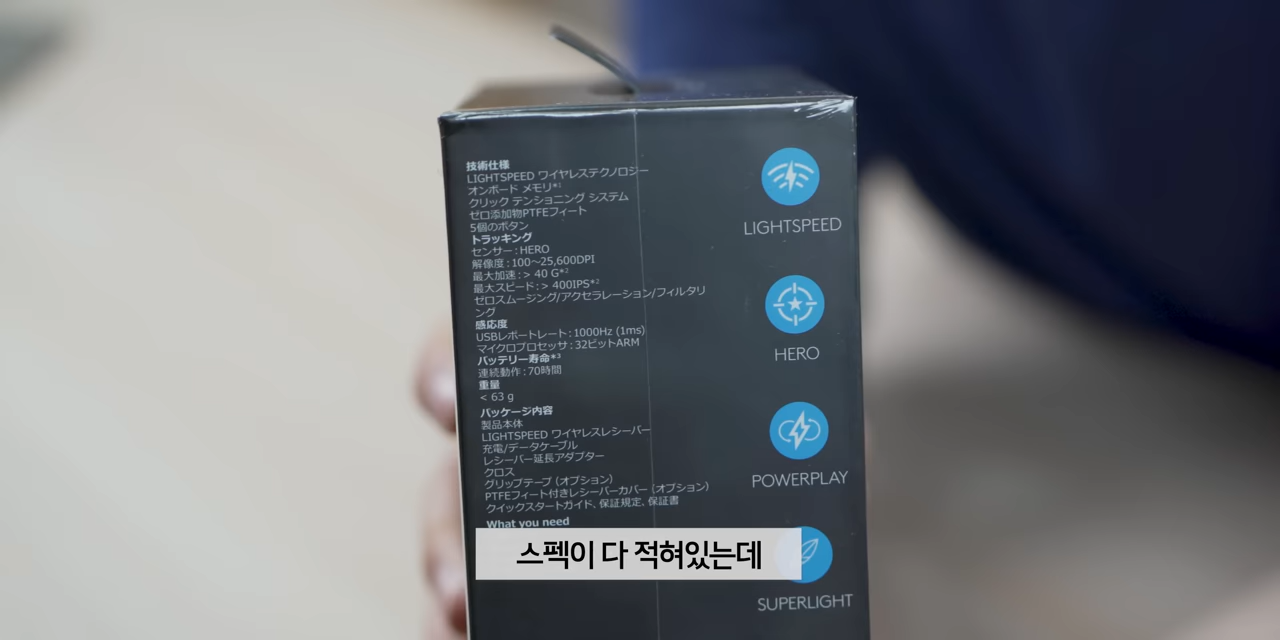 技術仕様
LIGHTSPEED ワイヤレステクノロジー
オンボード メモリ*1
クリック テンショニング システム
ゼロ添加物PTFEフィート
5個のボタン
トラッキング
センサー：HERO
解像度：100～25,600DPI
最大加速：> 40 G*2
最大スピード：> 400IPS*2
ゼロスムージング/アクセラレーション/フィルタリ
ング
感応度
USBレポートレート：1000Hz (1ms)
マイクロプロセッサ：32ビットARM
バッテリー寿命*3
連続動作：70時間
重量
< 63 g
パッケージ内容
製品本体
LIGHTSPEED ワイヤレスレシーバー
充電/データケーブル
レシーバー延長アダプター
クロス
グリップテープ（オプション）
PTFEフィート付きレシーバーカバー（オプション）
クイックスタートガイド、保証規定、保証書
What you need
LIGHTSPEED
HERO
POWERPLAY
SUPERLIGHT
스펙이 다 적혀있는데